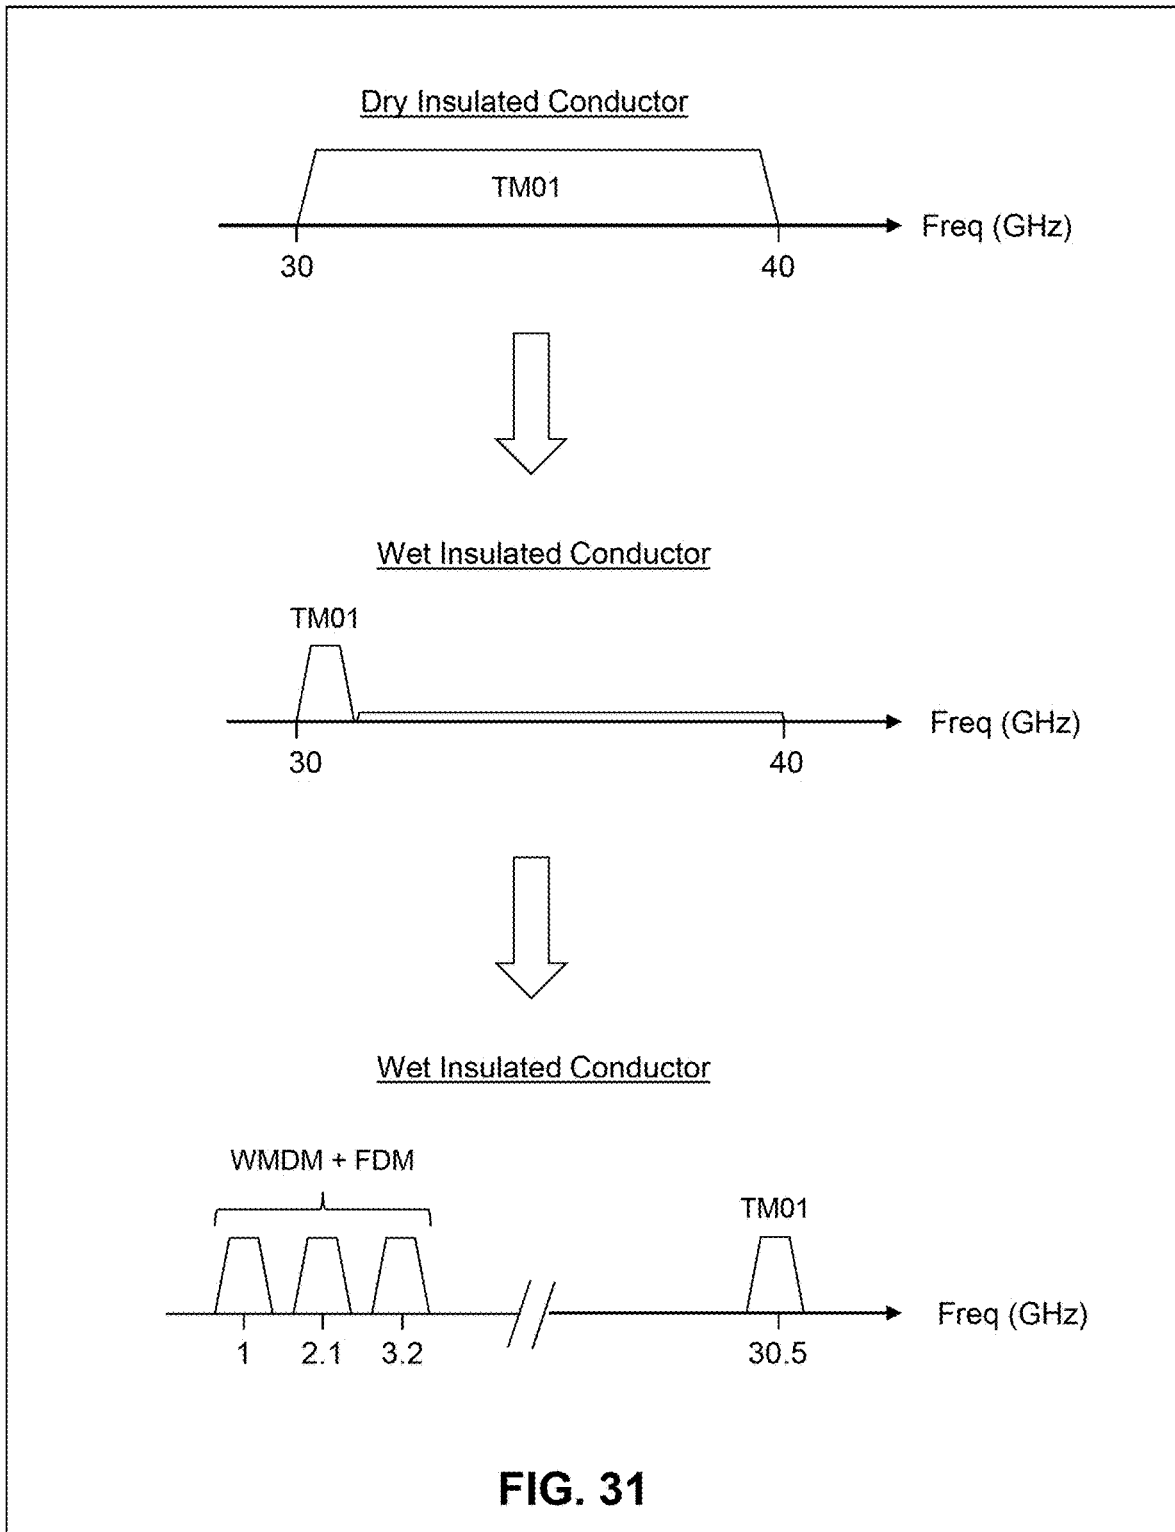 Dry Insulated Conductor
TM01
Freq (GHz)
30 40
Wet Insulated Conductor
TM01
Freq (GHz)
30 40
Wet Insulated Conductor
WMDM + FDM
TM01
Freq (GHz)
1 2.1 3.2 30.5
FIG. 31